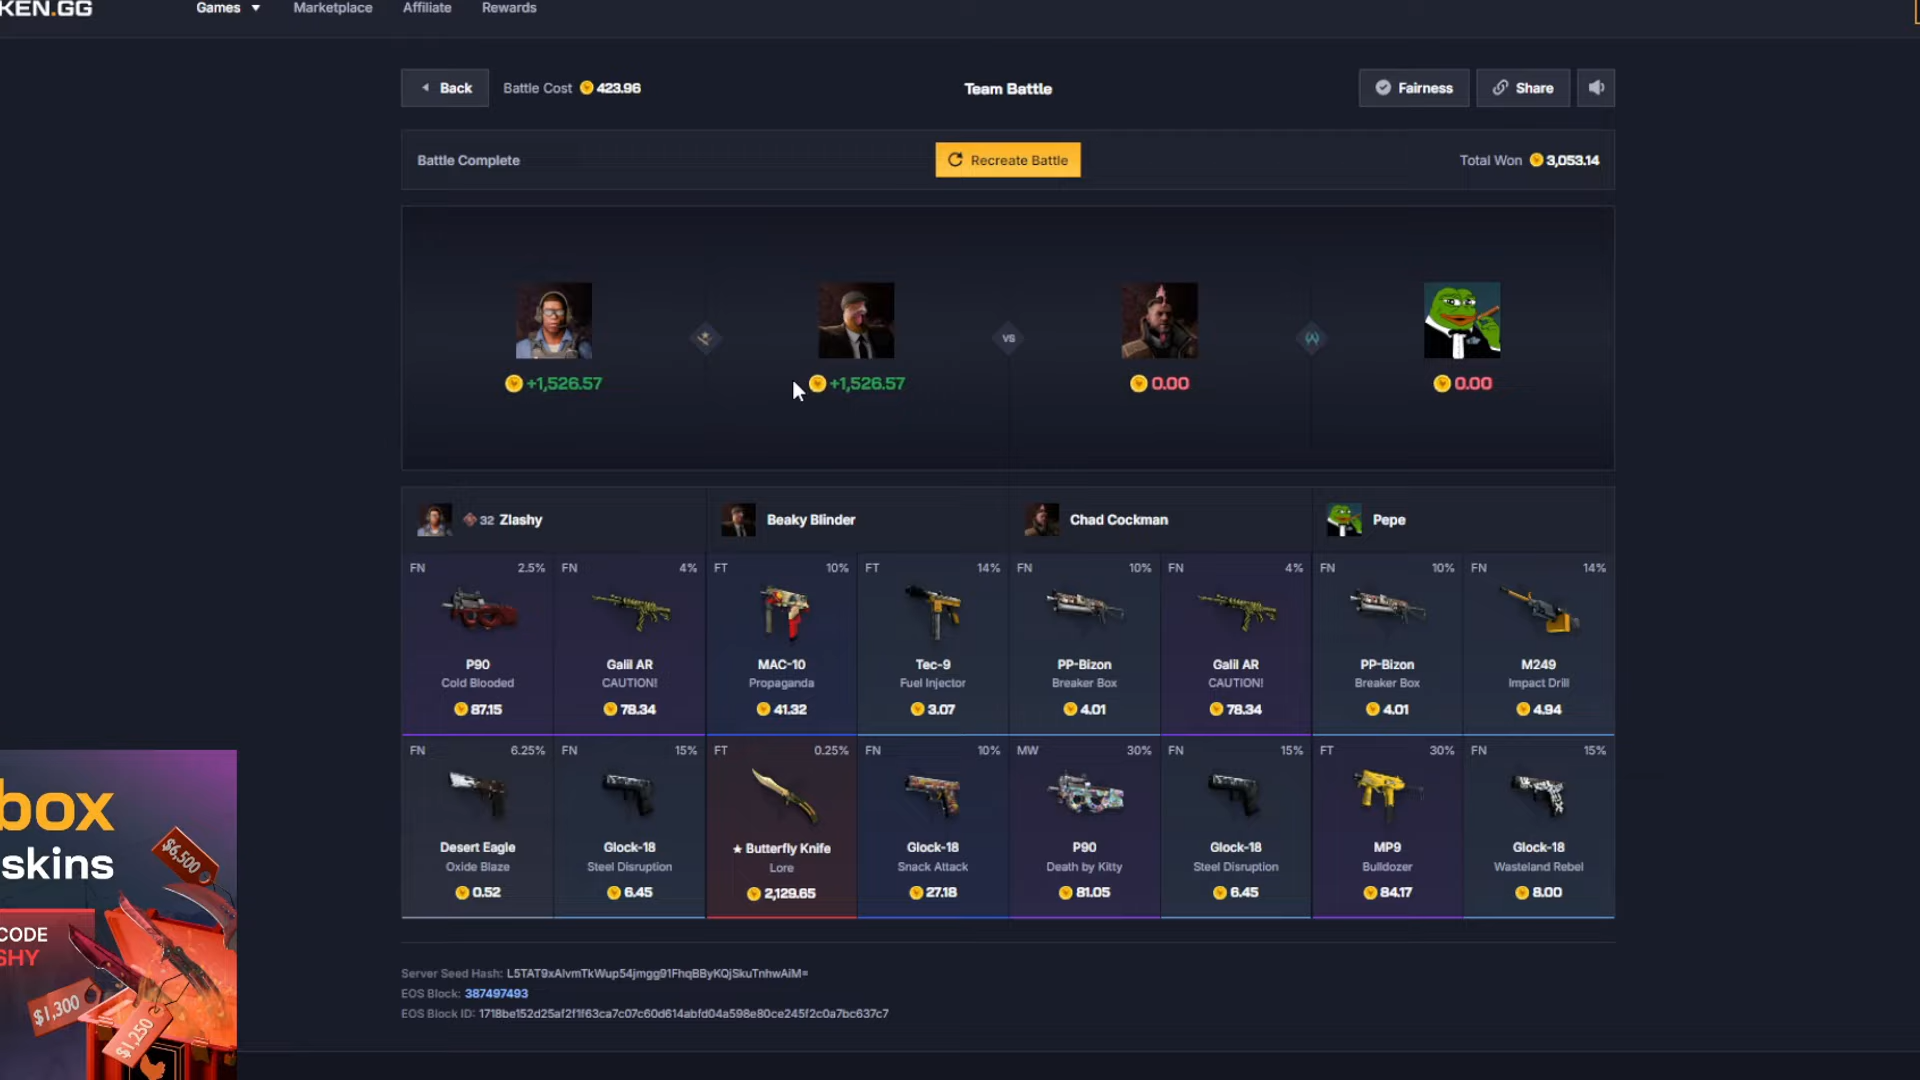 KEN.GG
Games Marketplace Affiliate Rewards
Back Battle Cost 423.96 Team Battle Fairness Share
Battle Complete Recreate Battle Total Won 3,053.14
VS
+1,526.57 +1,526.57 0.00 0.00
32 Zlashy Beaky Blinder Chad Cockman Pepe
FN 2.5% FN 4% FT 10% FT 14% FN 10% FN 4% FN 10% FN 14%
P90 Galil AR MAC-10 Tec-9 PP-Bizon Galil AR PP-Bizon M249
Cold Blooded CAUTION! Propaganda Fuel Injector Breaker Box CAUTION! Breaker Box Impact Drill
87.15 78.34 41.32 3.07 4.01 78.34 4.01 4.94
FN 6.25% FN 15% FT 0.25% FN 10% MW 30% FN 15% FT 30% FN 15%
Desert Eagle Glock-18 ★ Butterfly Knife Glock-18 P90 Glock-18 MP9 Glock-18
Oxide Blaze Steel Disruption Lore Snack Attack Death by Kitty Steel Disruption Bulldozer Wasteland Rebel
0.52 6.45 2,129.65 27.18 81.05 6.45 84.17 8.00
box
skins
CODE
SHY
$6,500
$1,300
$1,250
Server Seed Hash: L5TAT9xAlvmTkWup54jmgg91FhqBByKQjSkuTnhwAiM=
EOS Block: 387497493
EOS Block ID: 1718be152d25af2f1f63ca7c07c60d614abfd04a598e80ce245f2c0a7bc637c7